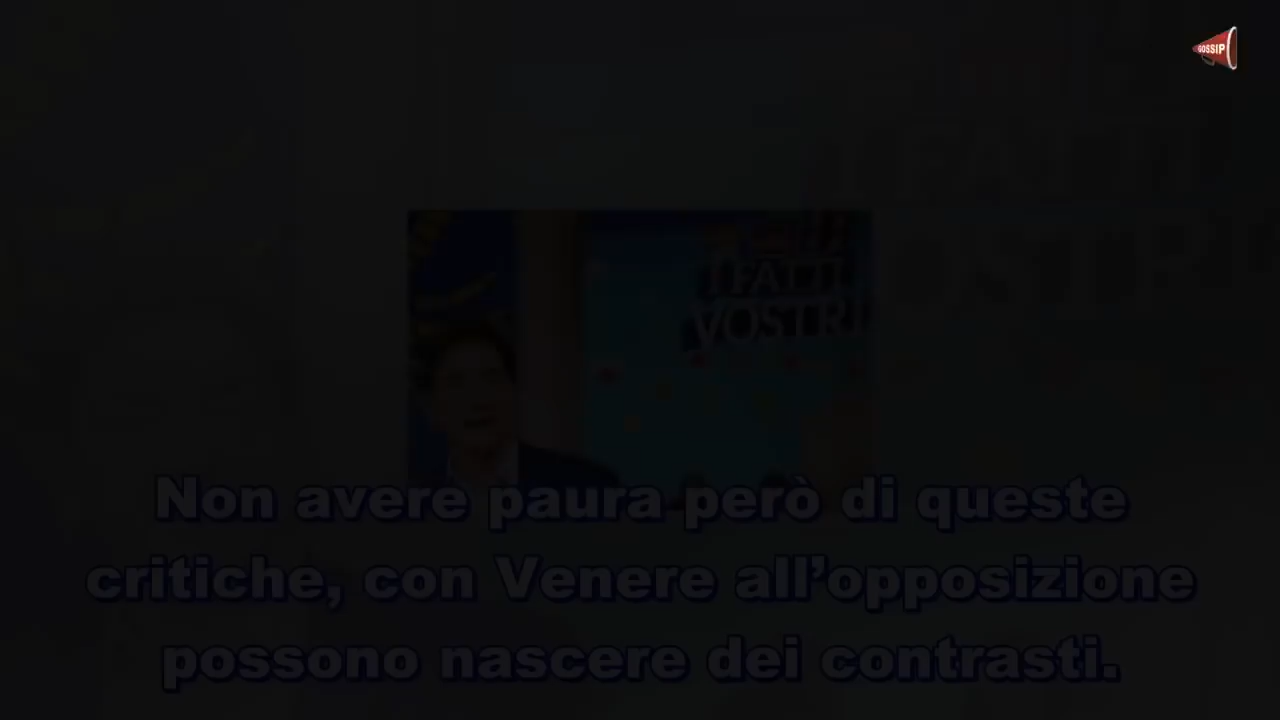 GOSSIP
I FATTI
VOSTRI
Non avere paura però di queste
critiche, con Venere all’opposizione
possono nascere dei contrasti.